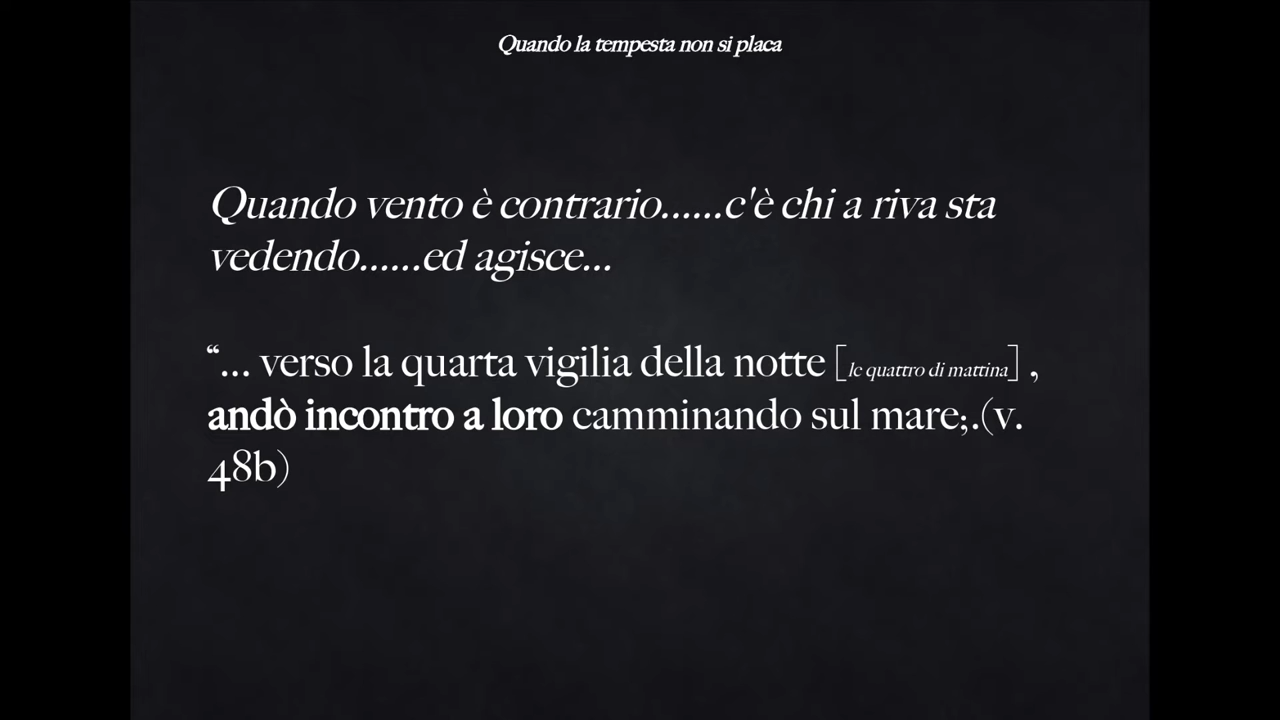 Quando la tempesta non si placa
Quando vento è contrario......c'è chi a riva sta
vedendo......ed agisce...
“... verso la quarta vigilia della notte [le quattro di mattina] ,
andò incontro a loro camminando sul mare;.(v.
48b)